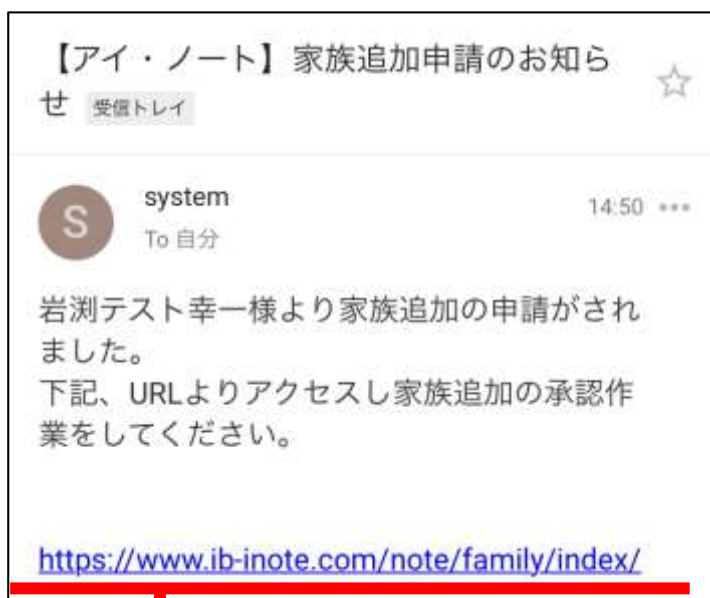 【アイ・ノート】家族追加申請のお知ら
せ 受信トレイ
S
system
14:50
To 自分
岩渕テスト幸一様より家族追加の申請がされ
ました。
下記、URLよりアクセスし家族追加の承認作
業をしてください。
https://www.ib-inote.com/note/family/index/